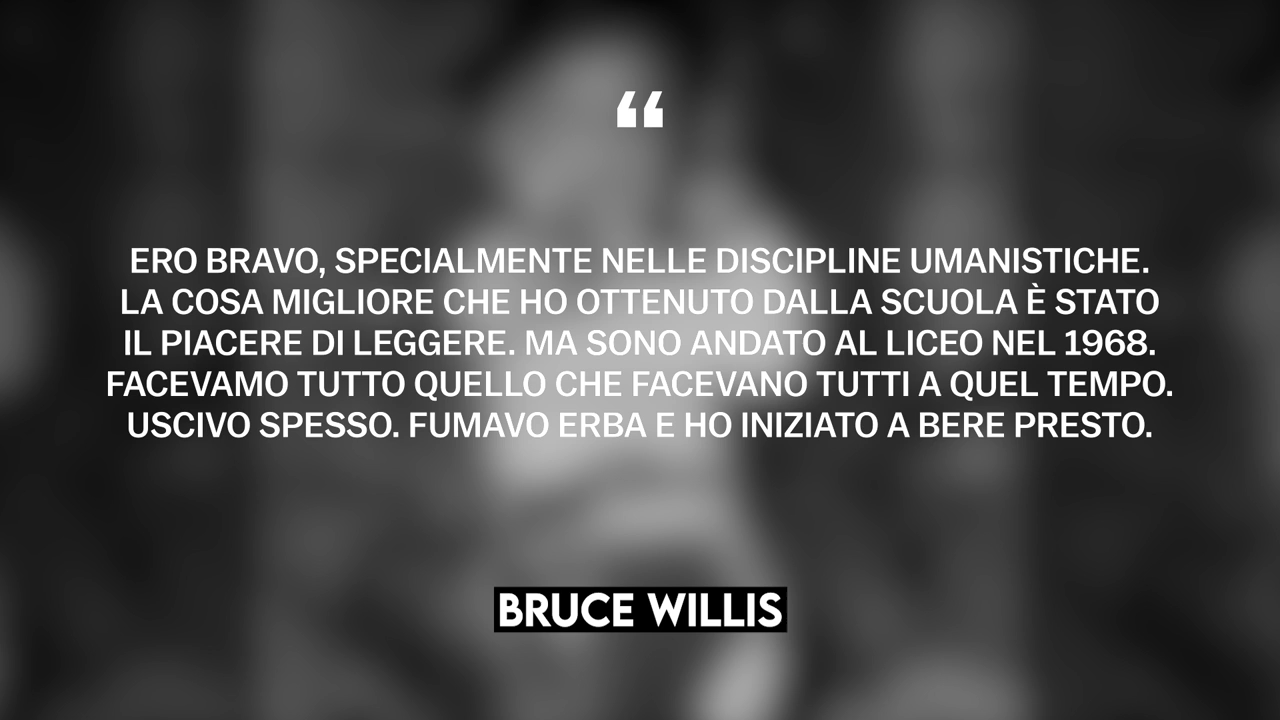 “
ERO BRAVO, SPECIALMENTE NELLE DISCIPLINE UMANISTICHE.
LA COSA MIGLIORE CHE HO OTTENUTO DALLA SCUOLA È STATO
IL PIACERE DI LEGGERE. MA SONO ANDATO AL LICEO NEL 1968.
FACEVAMO TUTTO QUELLO CHE FACEVANO TUTTI A QUEL TEMPO.
USCIVO SPESSO. FUMAVO ERBA E HO INIZIATO A BERE PRESTO.
BRUCE WILLIS